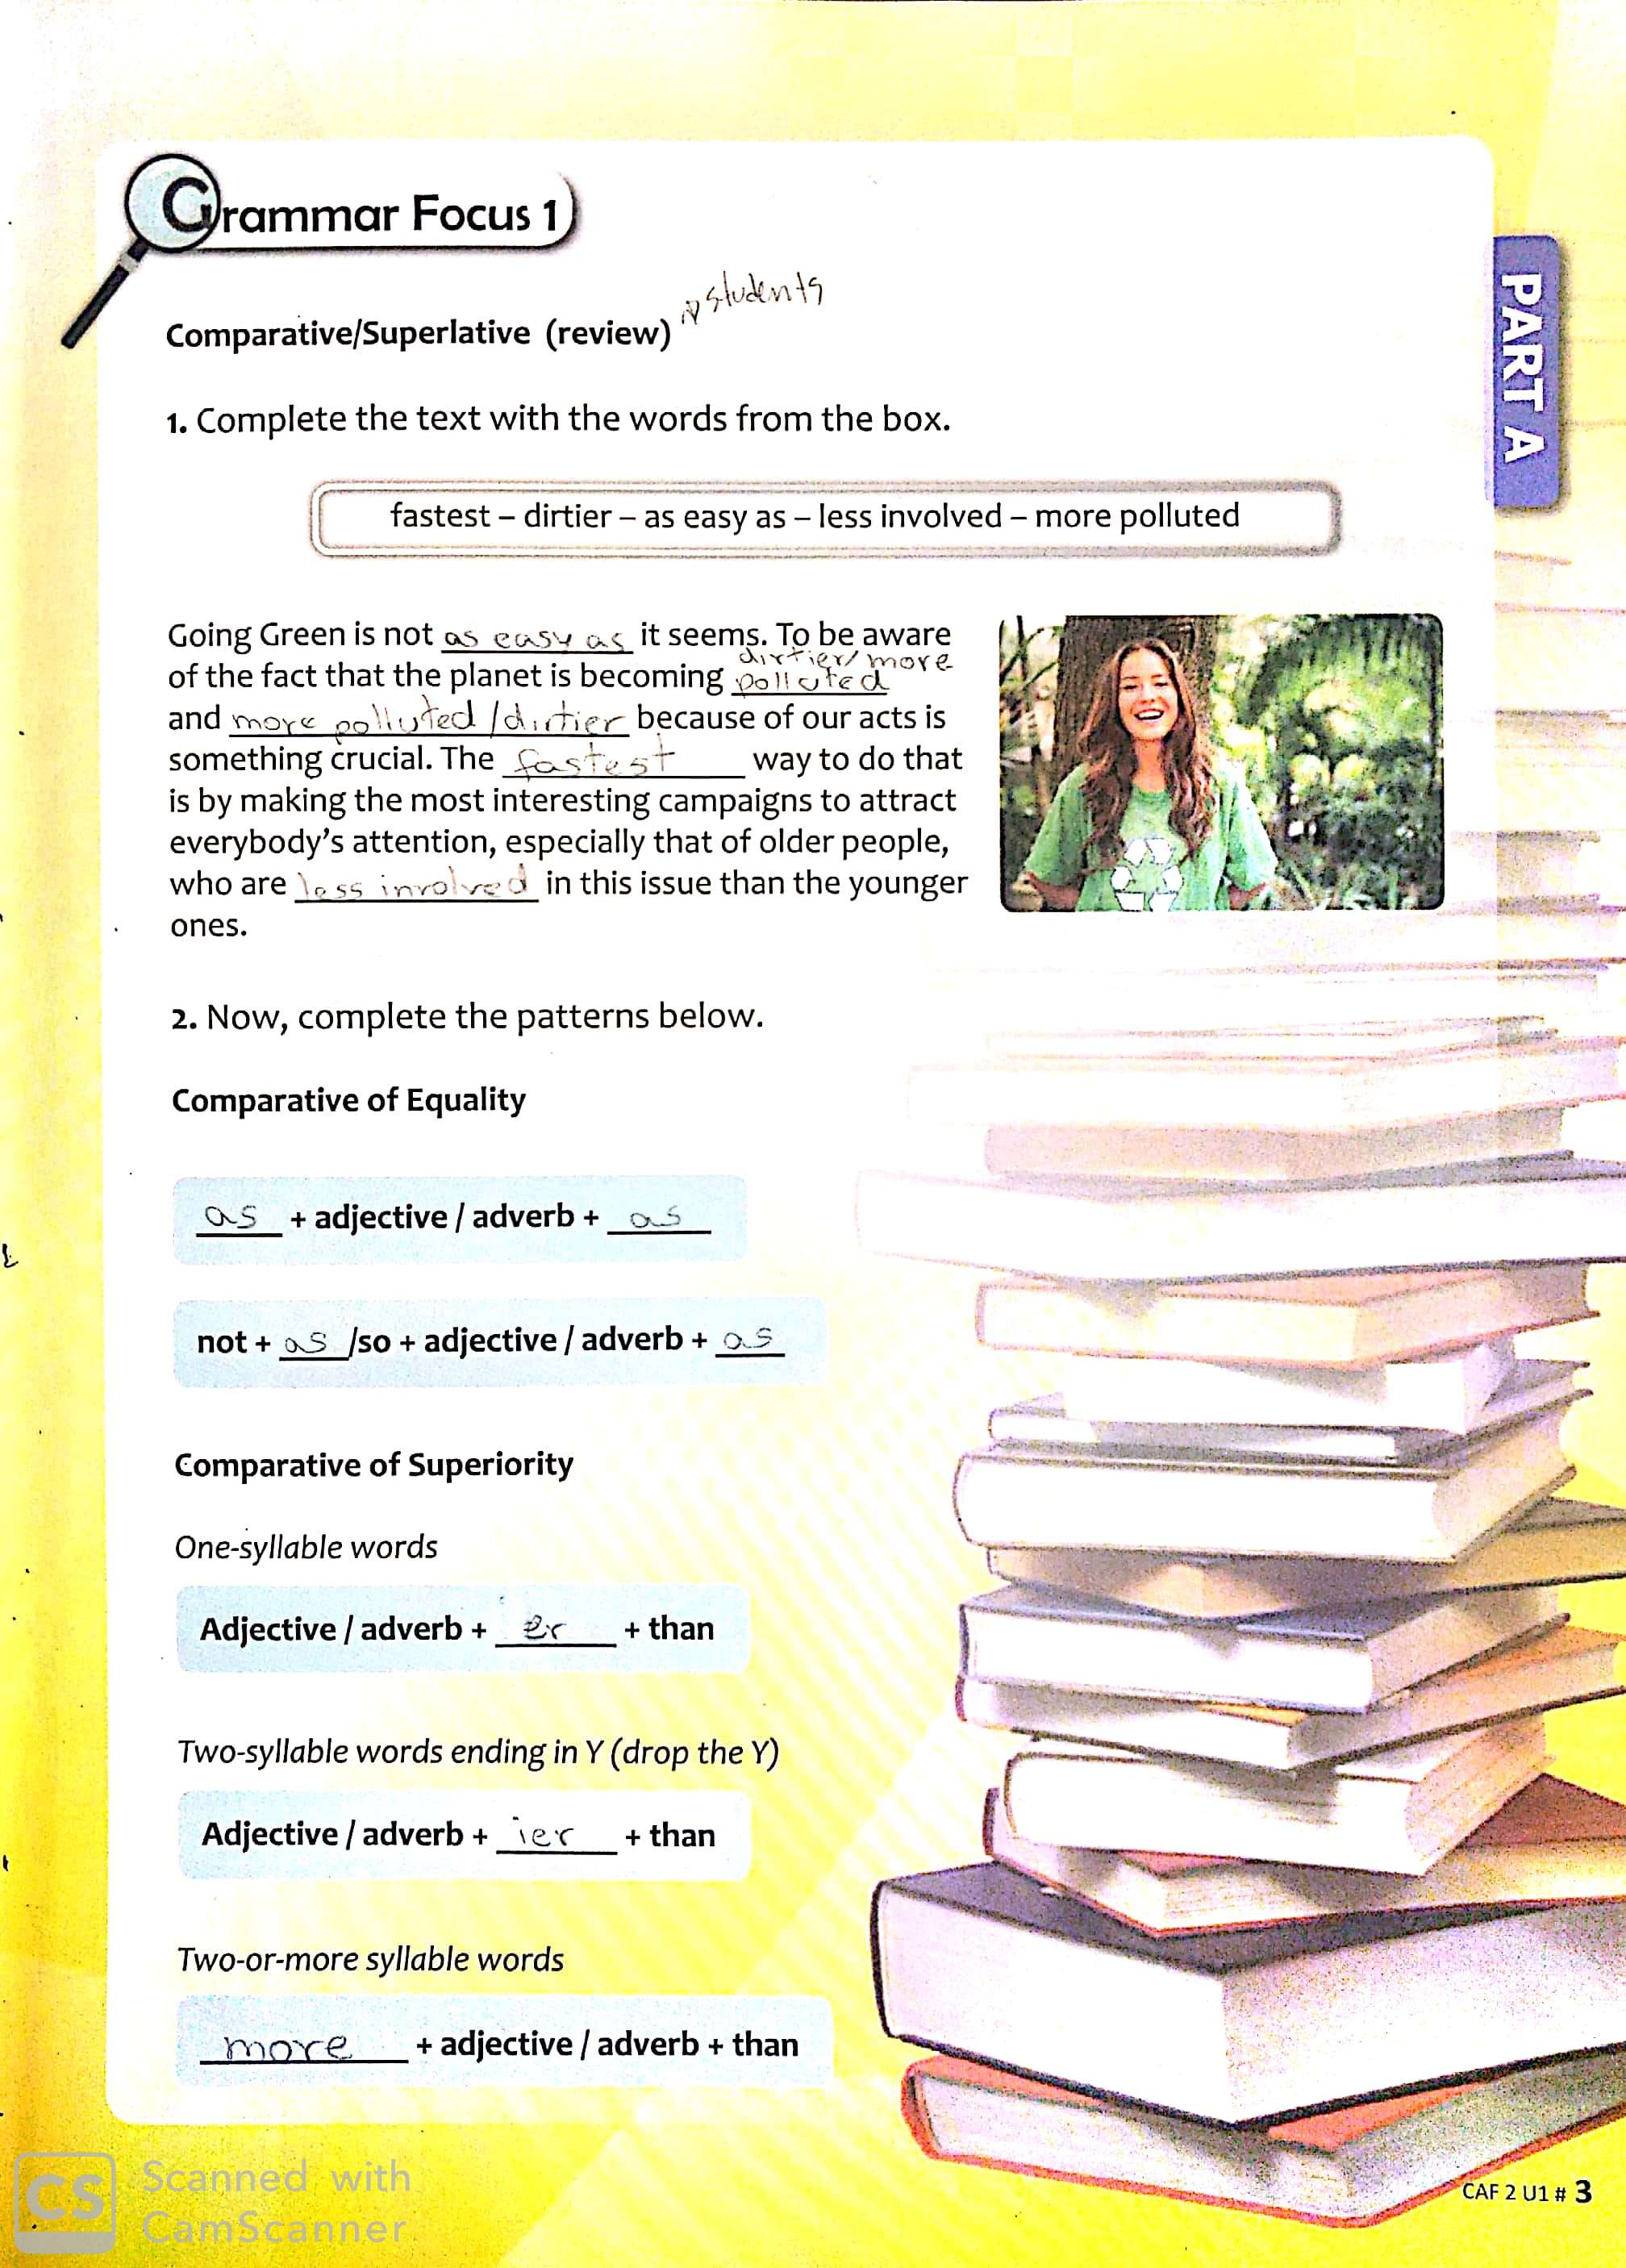 Grammar Focus 1
students
Comparative/Superlative (review)
PART A
1. Complete the text with the words from the box.
fastest – dirtier – as easy as – less involved – more polluted
Going Green is not as easy as it seems. To be aware
dirtier/ more
of the fact that the planet is becoming polluted
and more polluted / dirtier because of our acts is
something crucial. The fastest way to do that
is by making the most interesting campaigns to attract
everybody's attention, especially that of older people,
who are less involved in this issue than the younger
ones.
2. Now, complete the patterns below.
Comparative of Equality
as + adjective / adverb + as
not + as /so + adjective / adverb + as
Comparative of Superiority
One-syllable words
Adjective / adverb + er + than
Two-syllable words ending in Y (drop the Y)
Adjective / adverb + ier + than
Two-or-more syllable words
more + adjective / adverb + than
CAF 2 U1 # 3
CS Scanned with
CamScanner